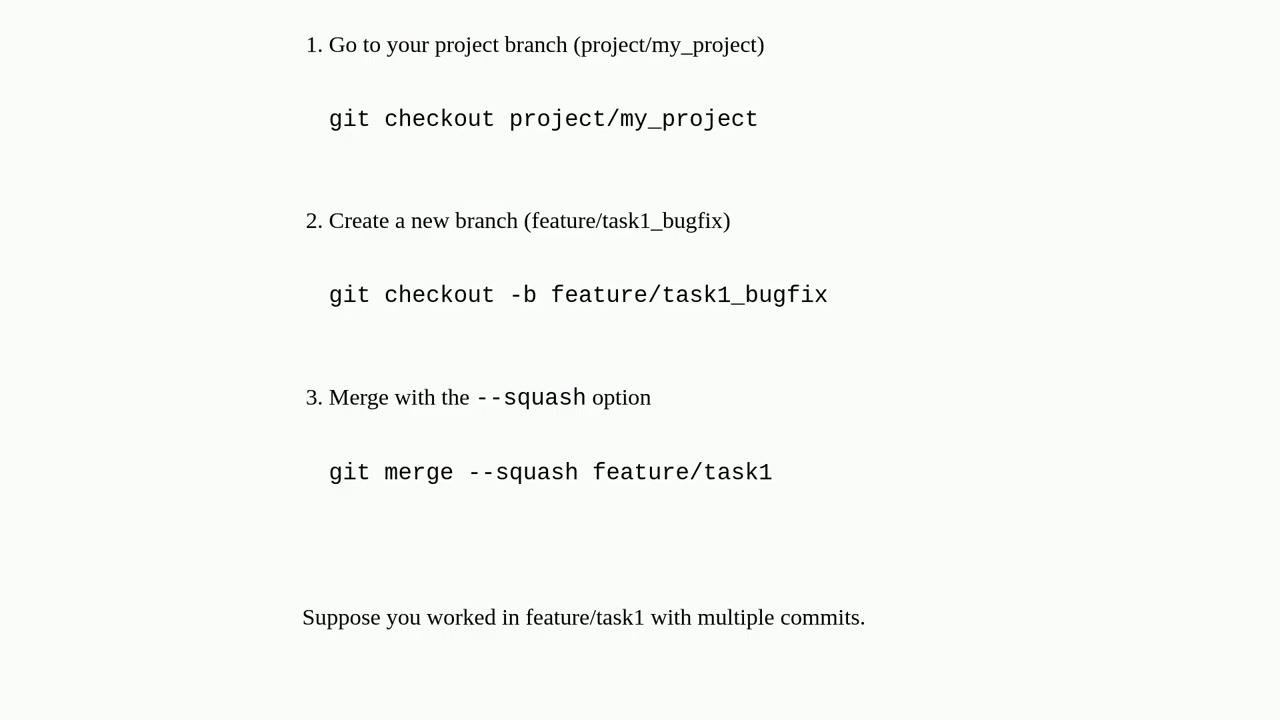 1. Go to your project branch (project/my_project)
git checkout project/my_project
2. Create a new branch (feature/task1_bugfix)
git checkout -b feature/task1_bugfix
3. Merge with the --squash option
git merge --squash feature/task1
Suppose you worked in feature/task1 with multiple commits.